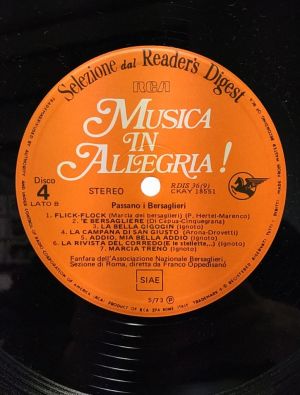 Selezione dal Reader's Digest
RCA
MUSICA
IN
ALLEGRIA!
Disco
4
LATO B
STEREO
RDIS 36(9)
CKAY 18551
Passano i Bersaglieri
1. FLICK-FLOCK (Marcia dei bersaglieri) (P. Hertel-Marenco)
2. 'E BERSAGLIERE (Di Capua-Cinquegrana)
3. LA BELLA GIGOGIN (Ignoto)
4. LA CAMPANA DI SAN GIUSTO (Arona-Drovetti)
5. ADDIO, MIA BELLA ADDIO (Ignoto)
6. LA RIVISTA DEL CORREDO(E le stellette...) (Ignoto)
7. MARCIA TRENO (Ignoto)
Fanfara dell'Associazione Nazionale Bersaglieri
Sezione di Roma, diretta da Franco Oppedisano
SIAE
5/73 P